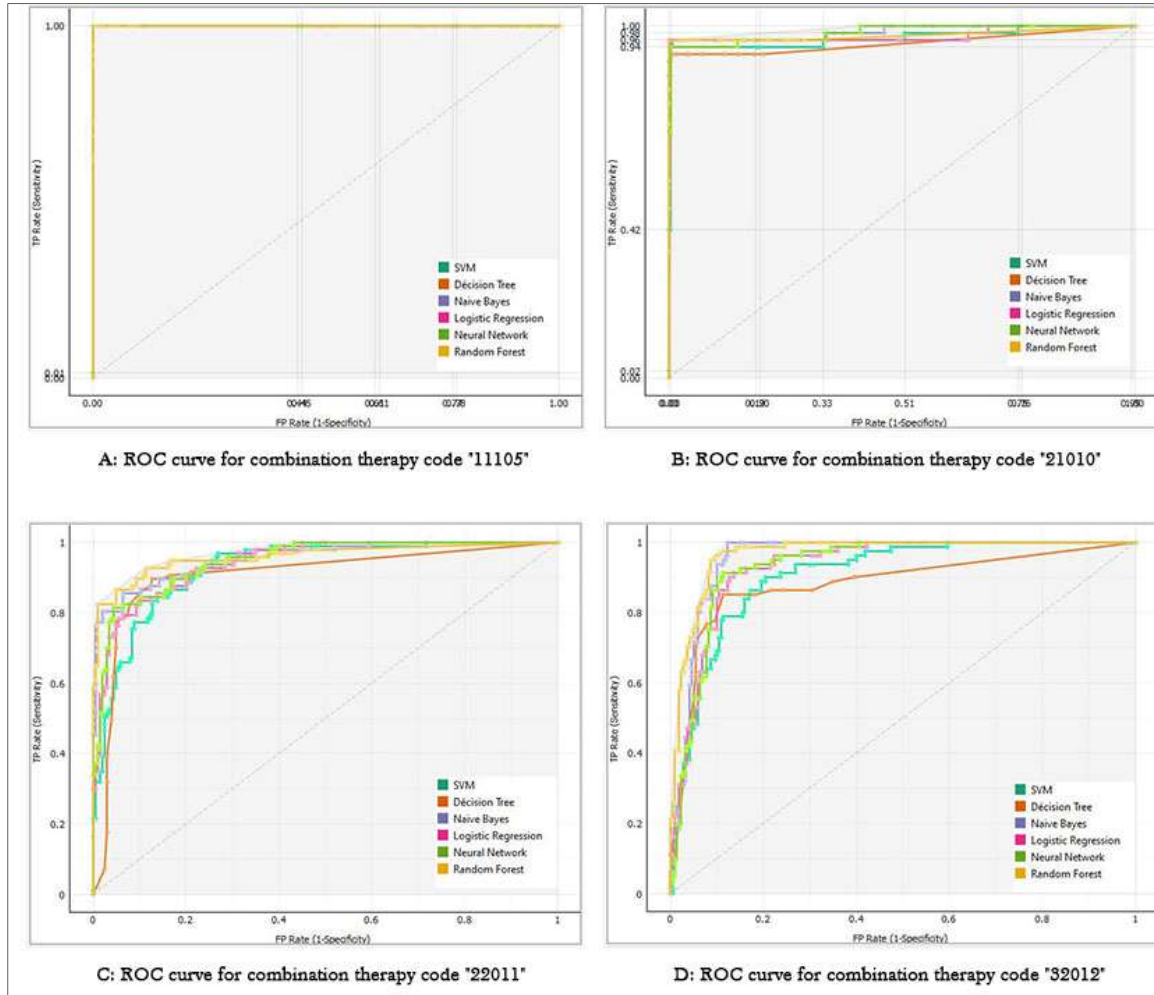 1.00
TP Rate (Sensitivity)
SVM
Décision Tree
Naive Bayes
Logistic Regression
Neural Network
Random Forest
0.00
0.00 1.00
FP Rate (1-Specificity)
A: ROC curve for combination therapy code "11105"
1.00
0.98
0.96
0.94
TP Rate (Sensitivity)
0.42
SVM
Décision Tree
Naive Bayes
Logistic Regression
Neural Network
Random Forest
0.02
0.00
0.33 0.51
FP Rate (1-Specificity)
B: ROC curve for combination therapy code "21010"
1
0.8
0.6
TP Rate (Sensitivity)
0.4
0.2
0
SVM
Décision Tree
Naive Bayes
Logistic Regression
Neural Network
Random Forest
0 0.2 0.4 0.6 0.8 1
FP Rate (1-Specificity)
C: ROC curve for combination therapy code "22011"
1
0.8
0.6
TP Rate (Sensitivity)
0.4
0.2
0
SVM
Décision Tree
Naive Bayes
Logistic Regression
Neural Network
Random Forest
0 0.2 0.4 0.6 0.8 1
FP Rate (1-Specificity)
D: ROC curve for combination therapy code "32012"